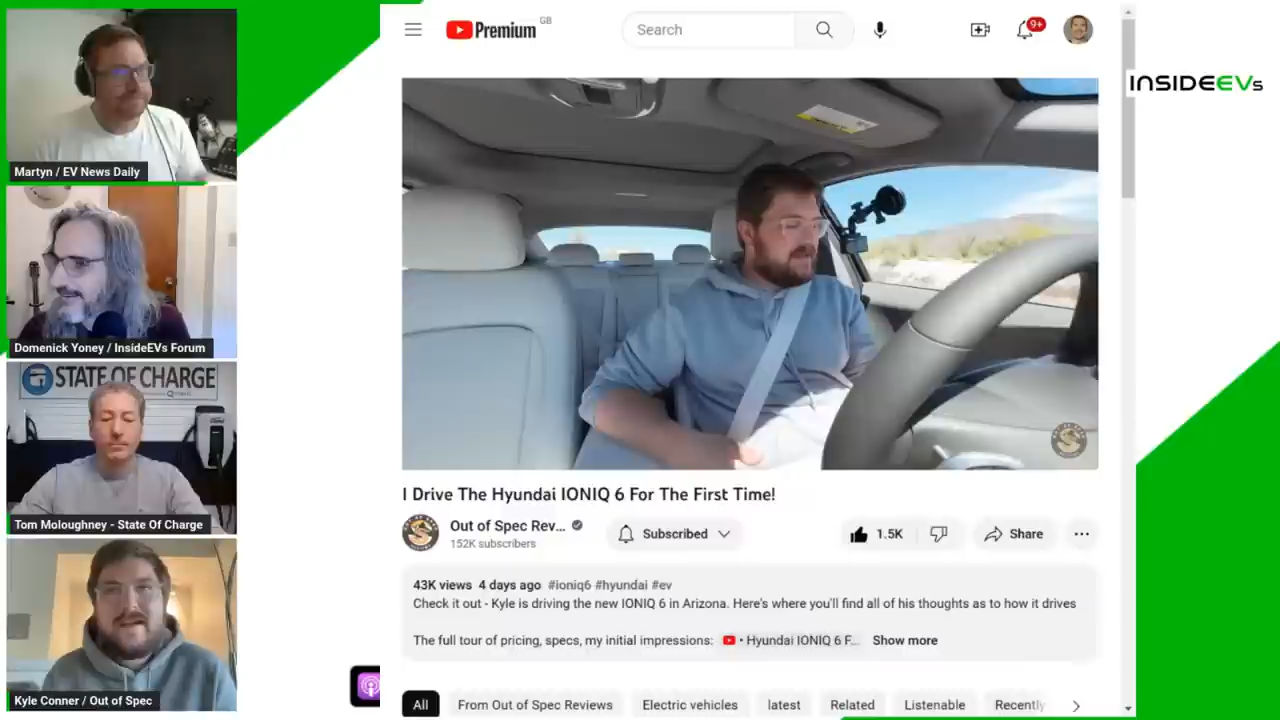 Martyn / EV News Daily
Domenick Yoney / InsideEVs Forum
STATE OF CHARGE
Tom Moloughney - State Of Charge
Kyle Conner / Out of Spec
Premium GB
Search
9+
INSIDEEVs
I Drive The Hyundai IONIQ 6 For The First Time!
Out of Spec Rev...
152K subscribers
Subscribed
1.5K
Share
43K views 4 days ago #ioniq6 #hyundai #ev
Check it out - Kyle is driving the new IONIQ 6 in Arizona. Here's where you'll find all of his thoughts as to how it drives
The full tour of pricing, specs, my initial impressions: • Hyundai IONIQ 6 F... Show more
All From Out of Spec Reviews Electric vehicles latest Related Listenable Recently